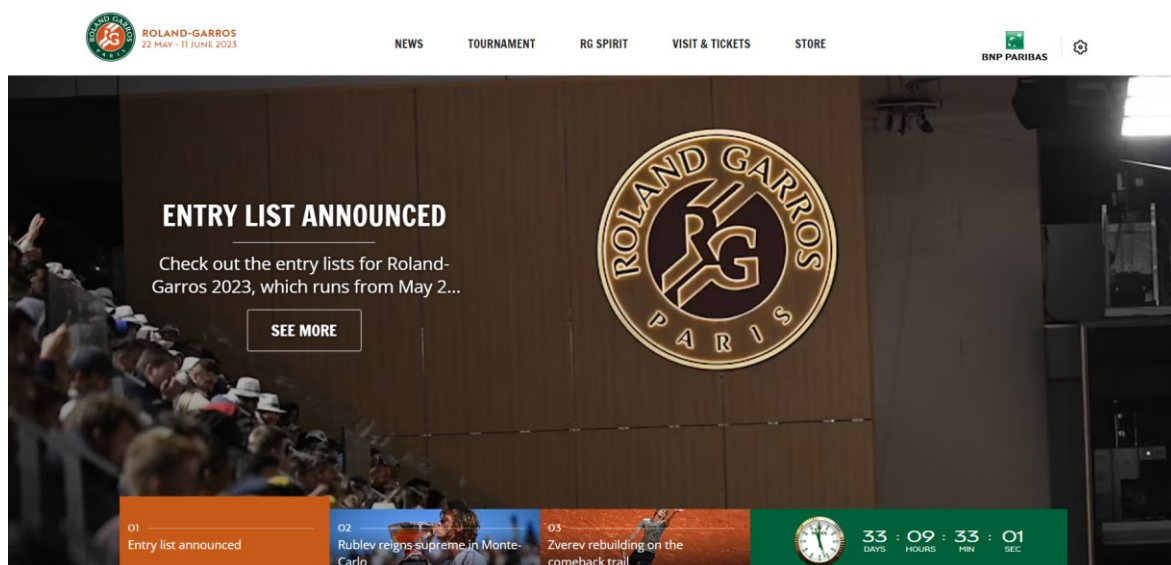 ROLAND GARROS
PARIS
ROLAND-GARROS
22 MAY - 11 JUNE 2023
NEWS
TOURNAMENT
RG SPIRIT
VISIT & TICKETS
STORE
BNP PARIBAS
ENTRY LIST ANNOUNCED
Check out the entry lists for Roland-
Garros 2023, which runs from May 2...
SEE MORE
ROLAND GARROS
RG
PARIS
01
Entry list announced
02
Rublev reigns supreme in Monte-
Carlo
03
Zverev rebuilding on the
comeback trail
33 : 09 : 33 : 01
DAYS HOURS MIN SEC